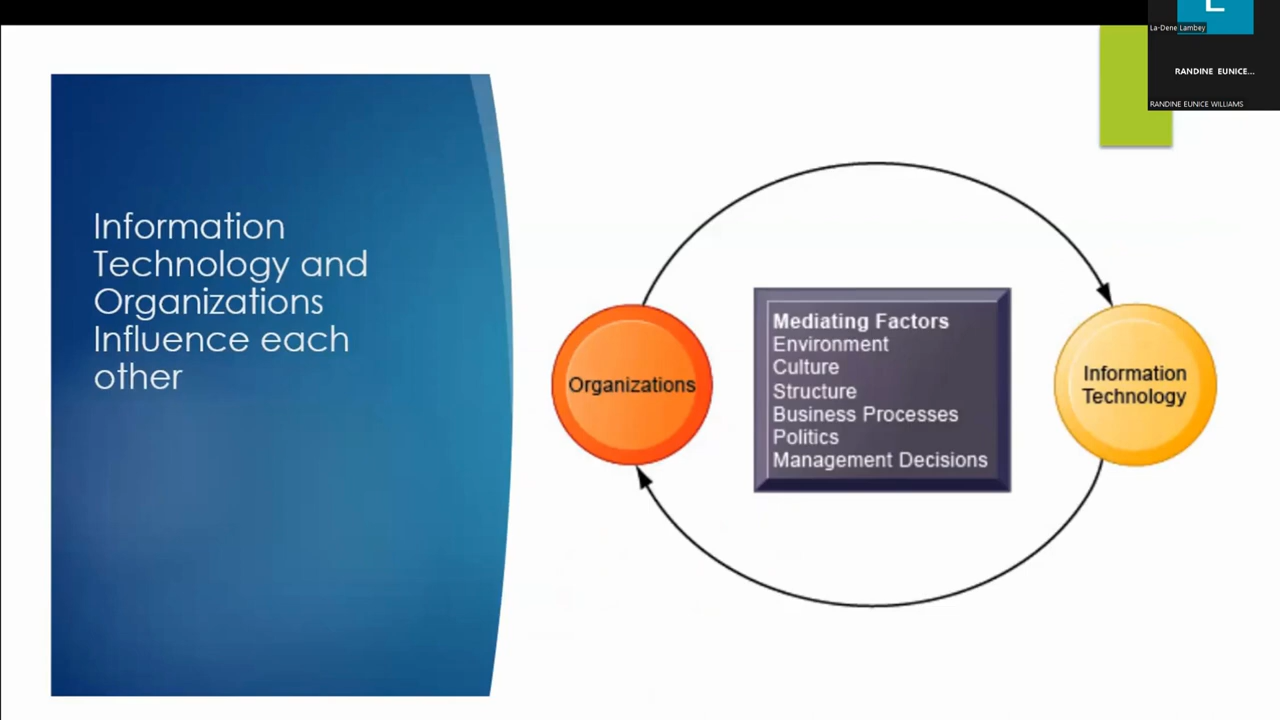 L
La-Dene Lambey
RANDINE EUNICE...
RANDINE EUNICE WILLIAMS
Information
Technology and
Organizations
Influence each
other
Organizations
Mediating Factors
Environment
Culture
Structure
Business Processes
Politics
Management Decisions
Information
Technology